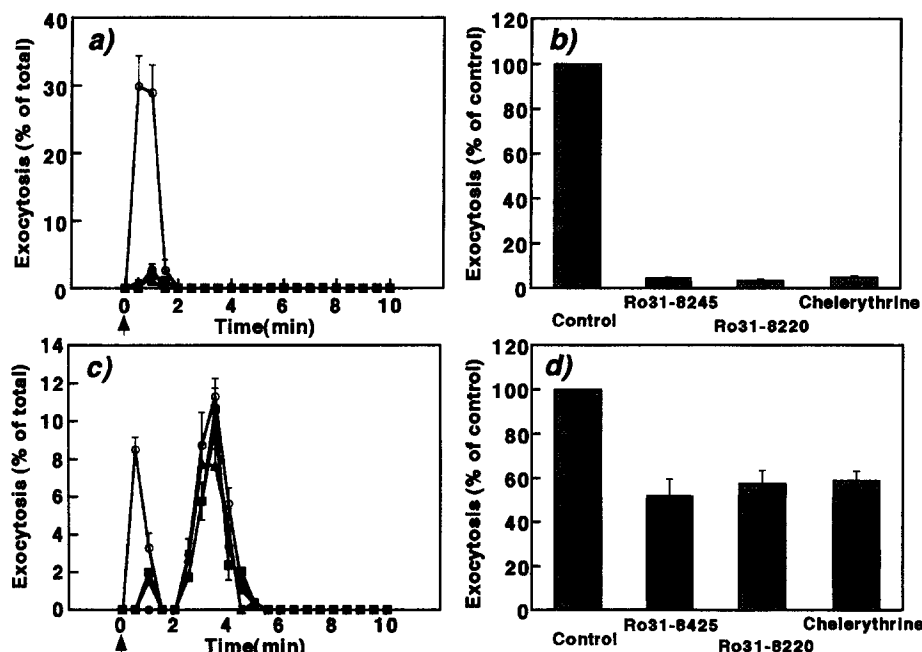 a)
Exocytosis (% of total)
40
30
20
10
0
0 2 4 6 8 10
Time(min)
b)
Exocytosis (% of control)
120
100
80
60
40
20
0
Control
Ro31-8245
Ro31-8220
Chelerythrine
c)
Exocytosis (% of total)
14
12
10
8
6
4
2
0
0 2 4 6 8 10
Time(min)
d)
Exocytosis (% of control)
120
100
80
60
40
20
0
Control
Ro31-8425
Ro31-8220
Chelerythrine